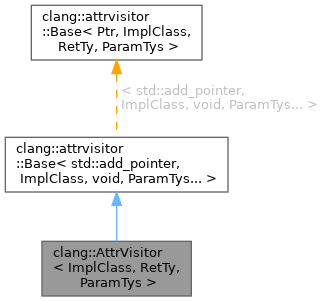 clang::attrvisitor
::Base< Ptr, ImplClass,
RetTy, ParamTys >
< std::add_pointer,
ImplClass, void, ParamTys... >
clang::attrvisitor
::Base< std::add_pointer,
ImplClass, void, ParamTys... >
clang::AttrVisitor
< ImplClass, RetTy,
ParamTys >